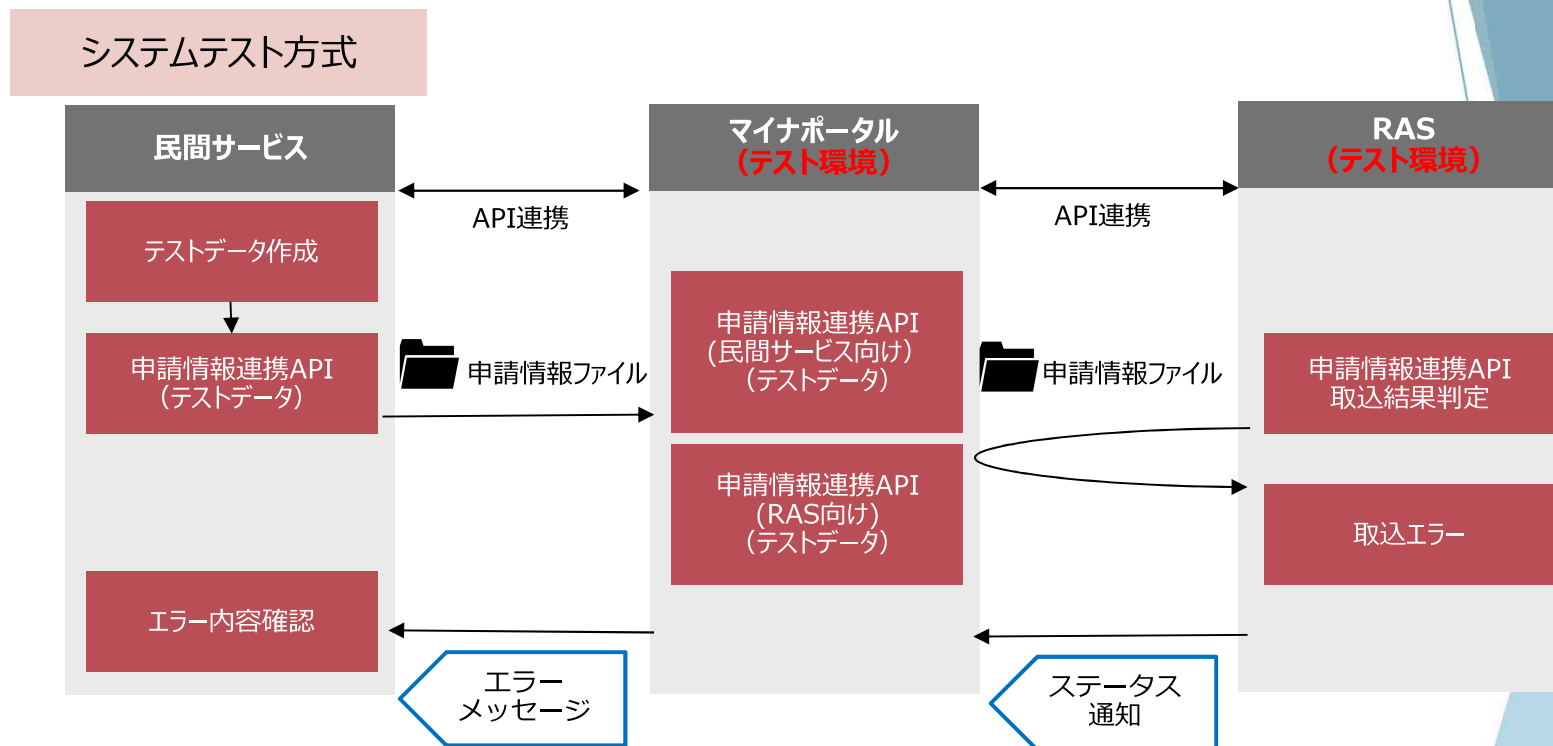 システムテスト方式
民間サービス
マイナポータル
（テスト環境）
RAS
（テスト環境）
API連携
API連携
テストデータ作成
申請情報連携API
（テストデータ）
申請情報ファイル
申請情報連携API
(民間サービス向け）
（テストデータ）
申請情報ファイル
申請情報連携API
取込結果判定
申請情報連携API
(RAS向け)
（テストデータ）
取込エラー
エラー内容確認
エラー
メッセージ
ステータス
通知